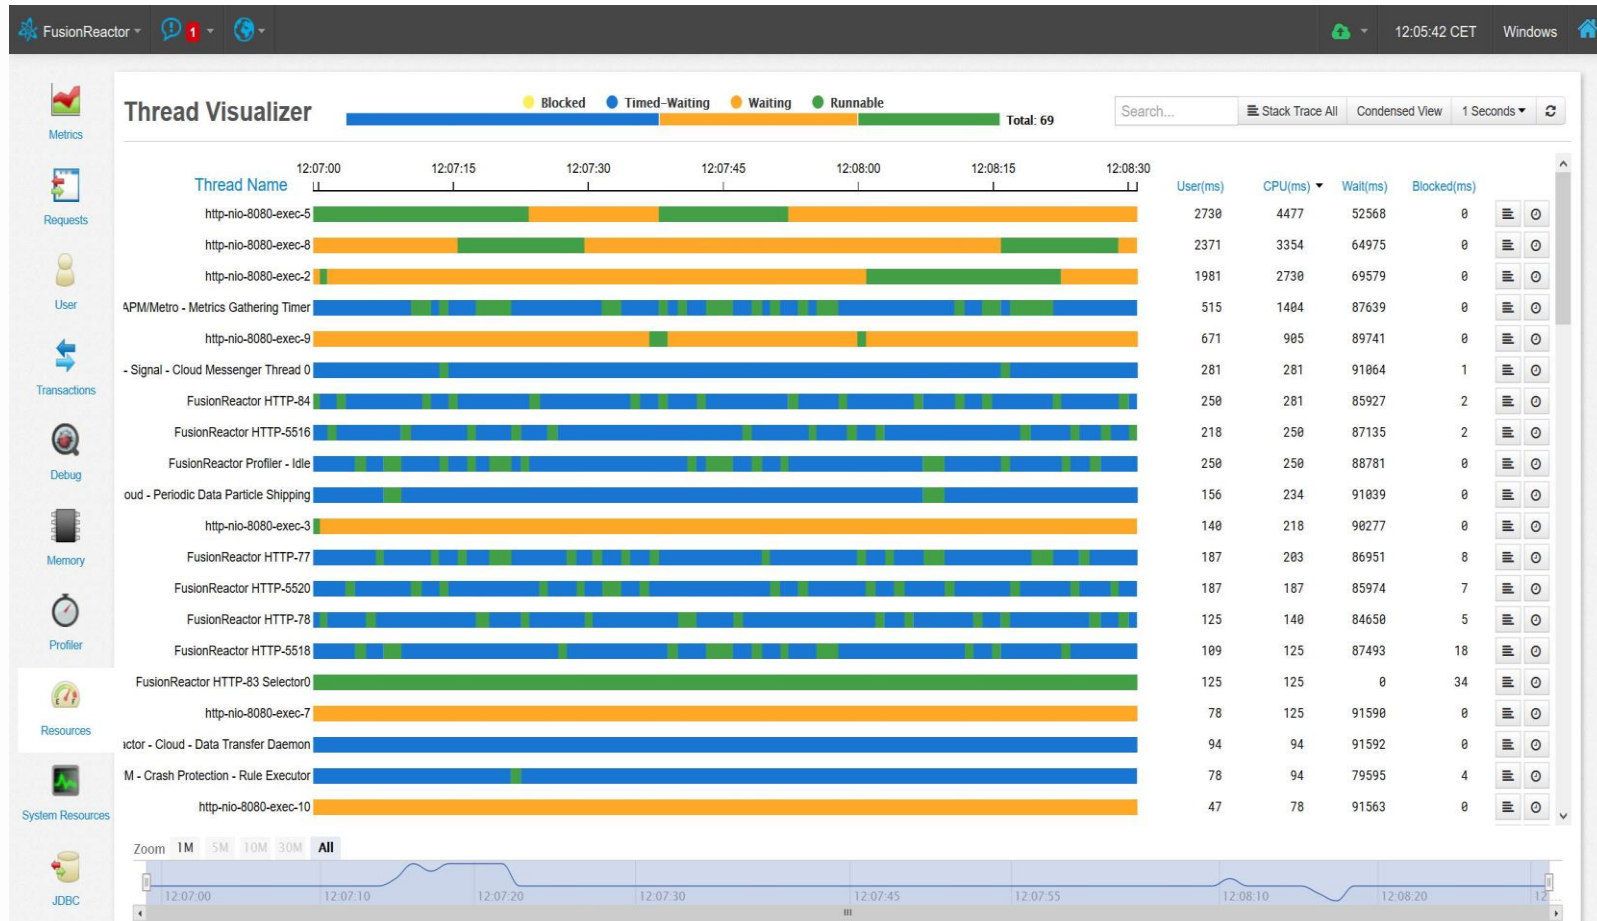 FusionReactor
1
12:05:42 CET
Windows
Metrics
Requests
User
Transactions
Debug
Memory
Profiler
Resources
System Resources
JDBC
Thread Visualizer
Blocked Timed-Waiting Waiting Runnable
Total: 69
Search...
Stack Trace All
Condensed View
1 Seconds
12:07:00 12:07:15 12:07:30 12:07:45 12:08:00 12:08:15 12:08:30
Thread Name User(ms) CPU(ms) Wait(ms) Blocked(ms)
http-nio-8080-exec-5 2730 4477 52568 0
http-nio-8080-exec-8 2371 3354 64975 0
http-nio-8080-exec-2 1981 2730 69579 0
APM/Metro - Metrics Gathering Timer 515 1404 87639 0
http-nio-8080-exec-9 671 905 89741 0
- Signal - Cloud Messenger Thread 0 281 281 91064 1
FusionReactor HTTP-84 250 281 85927 2
FusionReactor HTTP-5516 218 250 87135 2
FusionReactor Profiler - Idle 250 250 88781 0
oud - Periodic Data Particle Shipping 156 234 91039 0
http-nio-8080-exec-3 140 218 90277 0
FusionReactor HTTP-77 187 203 86951 8
FusionReactor HTTP-5520 187 187 85974 7
FusionReactor HTTP-78 125 140 84650 5
FusionReactor HTTP-5518 109 125 87493 18
FusionReactor HTTP-83 Selector0 125 125 0 34
http-nio-8080-exec-7 78 125 91590 0
actor - Cloud - Data Transfer Daemon 94 94 91592 0
M - Crash Protection - Rule Executor 78 94 79595 4
http-nio-8080-exec-10 47 78 91563 0
Zoom 1M 5M 10M 30M All
12:07:00 12:07:10 12:07:20 12:07:30 12:07:45 12:07:55 12:08:10 12:08:20 12...